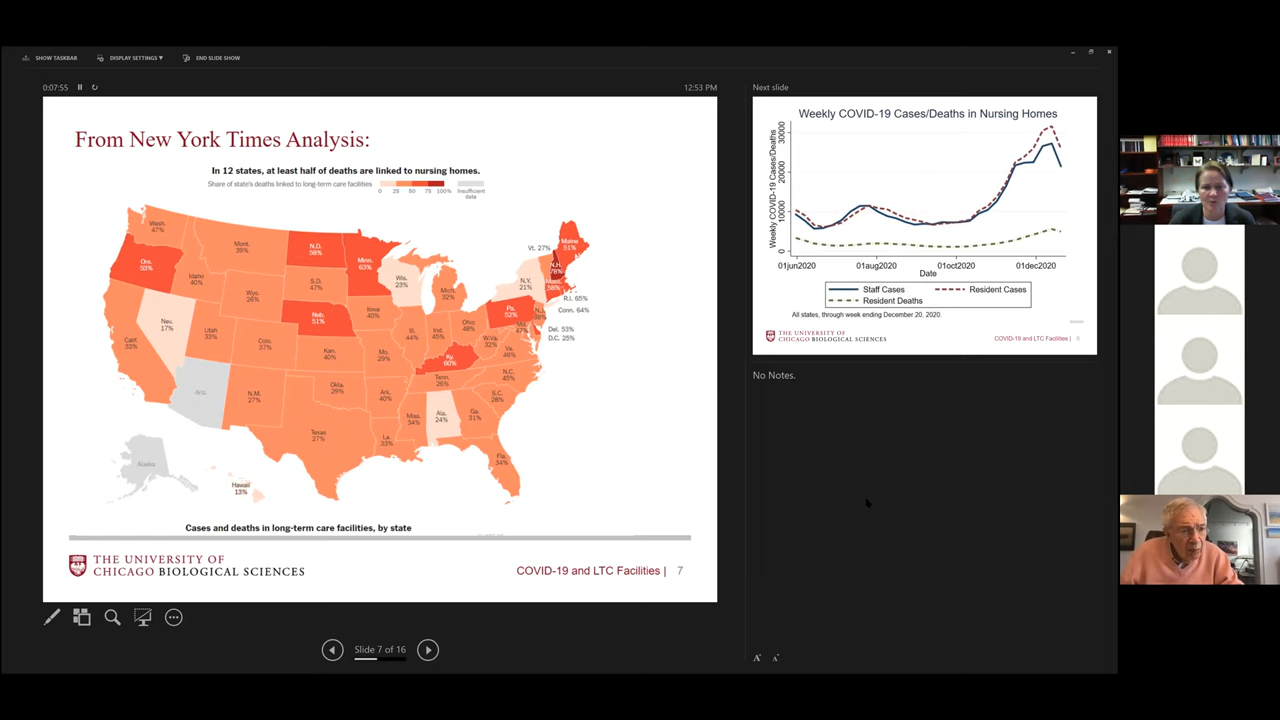 SHOW TASKBAR
DISPLAY SETTINGS ▼
END SLIDE SHOW
0:07:55
12:53 PM
From New York Times Analysis:
In 12 states, at least half of deaths are linked to nursing homes.
Share of state's deaths linked to long-term care facilities
0 25 50 75 100%
Insufficient
data
Wash.
47%
Ore.
53%
Idaho
40%
Mont.
39%
N.D.
58%
Minn.
63%
Wis.
23%
Mich.
32%
N.Y.
21%
Vt. 27%
N.H.
78%
Maine
51%
Mass.
58%
R.I. 65%
Conn. 64%
Nev.
17%
Utah
33%
Wyo.
26%
S.D.
47%
Neb.
51%
Iowa
40%
Ill.
44%
Ind.
45%
Ohio
48%
Pa.
52%
N.J.
Md.
47%
Del. 53%
D.C. 25%
Calif.
33%
Colo.
37%
Kan.
40%
Mo.
29%
Ky.
60%
W.Va.
32%
Va.
46%
Ariz.
N.M.
27%
Okla.
29%
Ark.
40%
Tenn.
26%
N.C.
45%
S.C.
28%
Texas
27%
La.
33%
Miss.
34%
Ala.
24%
Ga.
31%
Fla.
34%
Alaska
Hawaii
13%
Cases and deaths in long-term care facilities, by state
THE UNIVERSITY OF
CHICAGO BIOLOGICAL SCIENCES
COVID-19 and LTC Facilities | 7
Slide 7 of 16
Next slide
Weekly COVID-19 Cases/Deaths in Nursing Homes
Weekly COVID-19 Cases/Deaths
30000
20000
10000
0
01jun2020 01aug2020 01oct2020 01dec2020
Date
Staff Cases Resident Cases
Resident Deaths
All states, through week ending December 20, 2020.
THE UNIVERSITY OF
CHICAGO BIOLOGICAL SCIENCES
COVID-19 and LTC Facilities | 8
No Notes.
A A